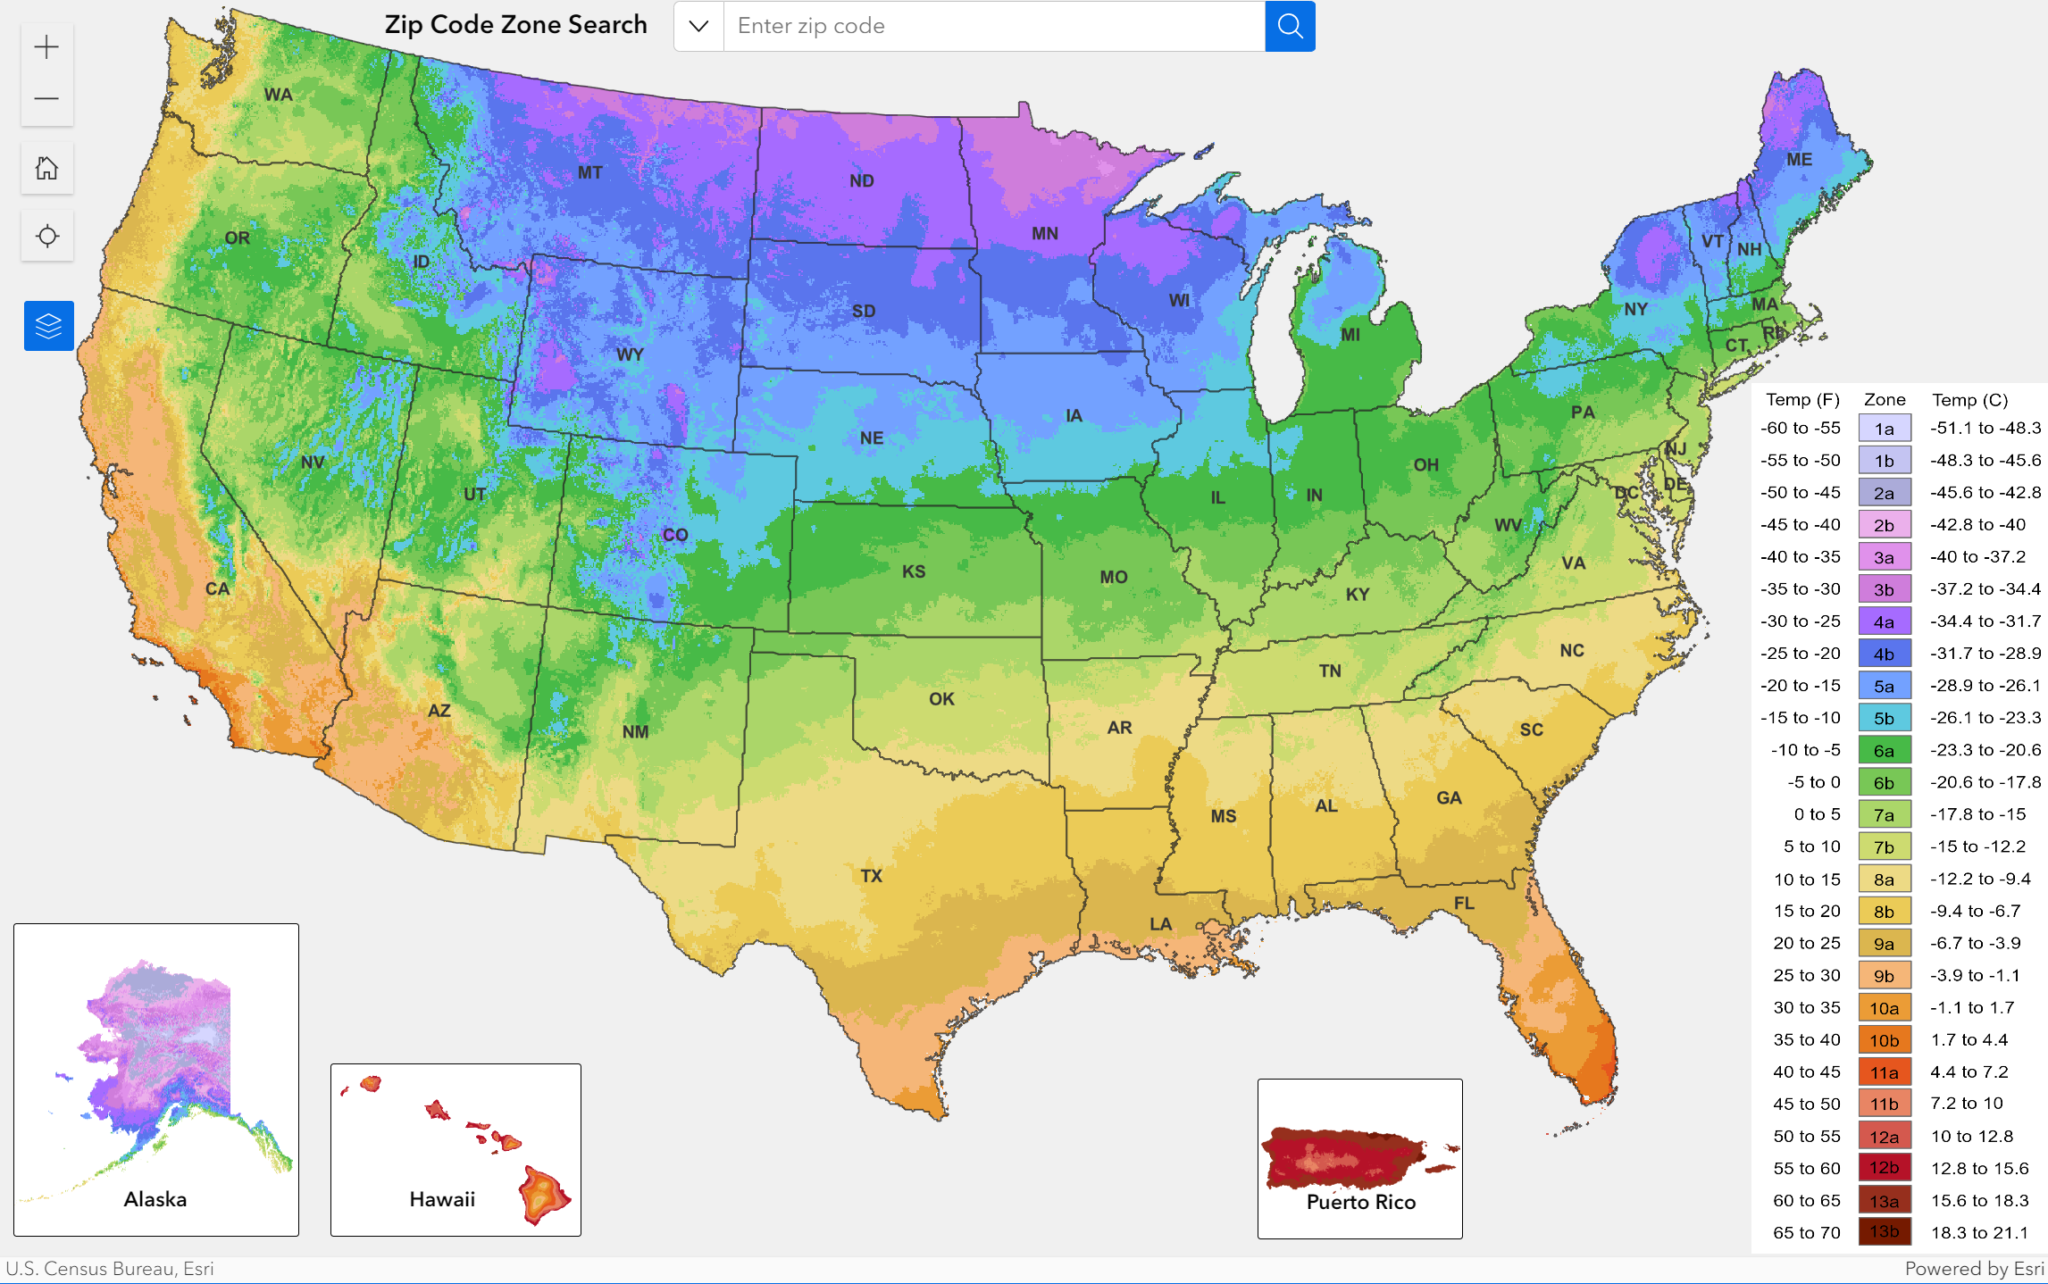 Zip Code Zone Search
Enter zip code
WA
MT
ND
MN
ME
OR
ID
VT
NH
WI
SD
NY
MA
WY
MI
CT
RI
IA
PA
NE
NV
UT
OH
NJ
IL
IN
DC
DE
CO
WV
KS
MO
VA
CA
KY
NC
TN
AZ
NM
OK
AR
SC
MS
AL
GA
TX
LA
FL
Temp (F) Zone Temp (C)
-60 to -55 1a -51.1 to -48.3
-55 to -50 1b -48.3 to -45.6
-50 to -45 2a -45.6 to -42.8
-45 to -40 2b -42.8 to -40
-40 to -35 3a -40 to -37.2
-35 to -30 3b -37.2 to -34.4
-30 to -25 4a -34.4 to -31.7
-25 to -20 4b -31.7 to -28.9
-20 to -15 5a -28.9 to -26.1
-15 to -10 5b -26.1 to -23.3
-10 to -5 6a -23.3 to -20.6
-5 to 0 6b -20.6 to -17.8
0 to 5 7a -17.8 to -15
5 to 10 7b -15 to -12.2
10 to 15 8a -12.2 to -9.4
15 to 20 8b -9.4 to -6.7
20 to 25 9a -6.7 to -3.9
25 to 30 9b -3.9 to -1.1
30 to 35 10a -1.1 to 1.7
35 to 40 10b 1.7 to 4.4
40 to 45 11a 4.4 to 7.2
45 to 50 11b 7.2 to 10
50 to 55 12a 10 to 12.8
55 to 60 12b 12.8 to 15.6
60 to 65 13a 15.6 to 18.3
65 to 70 13b 18.3 to 21.1
Alaska
Hawaii
Puerto Rico
U.S. Census Bureau, Esri
Powered by Esri